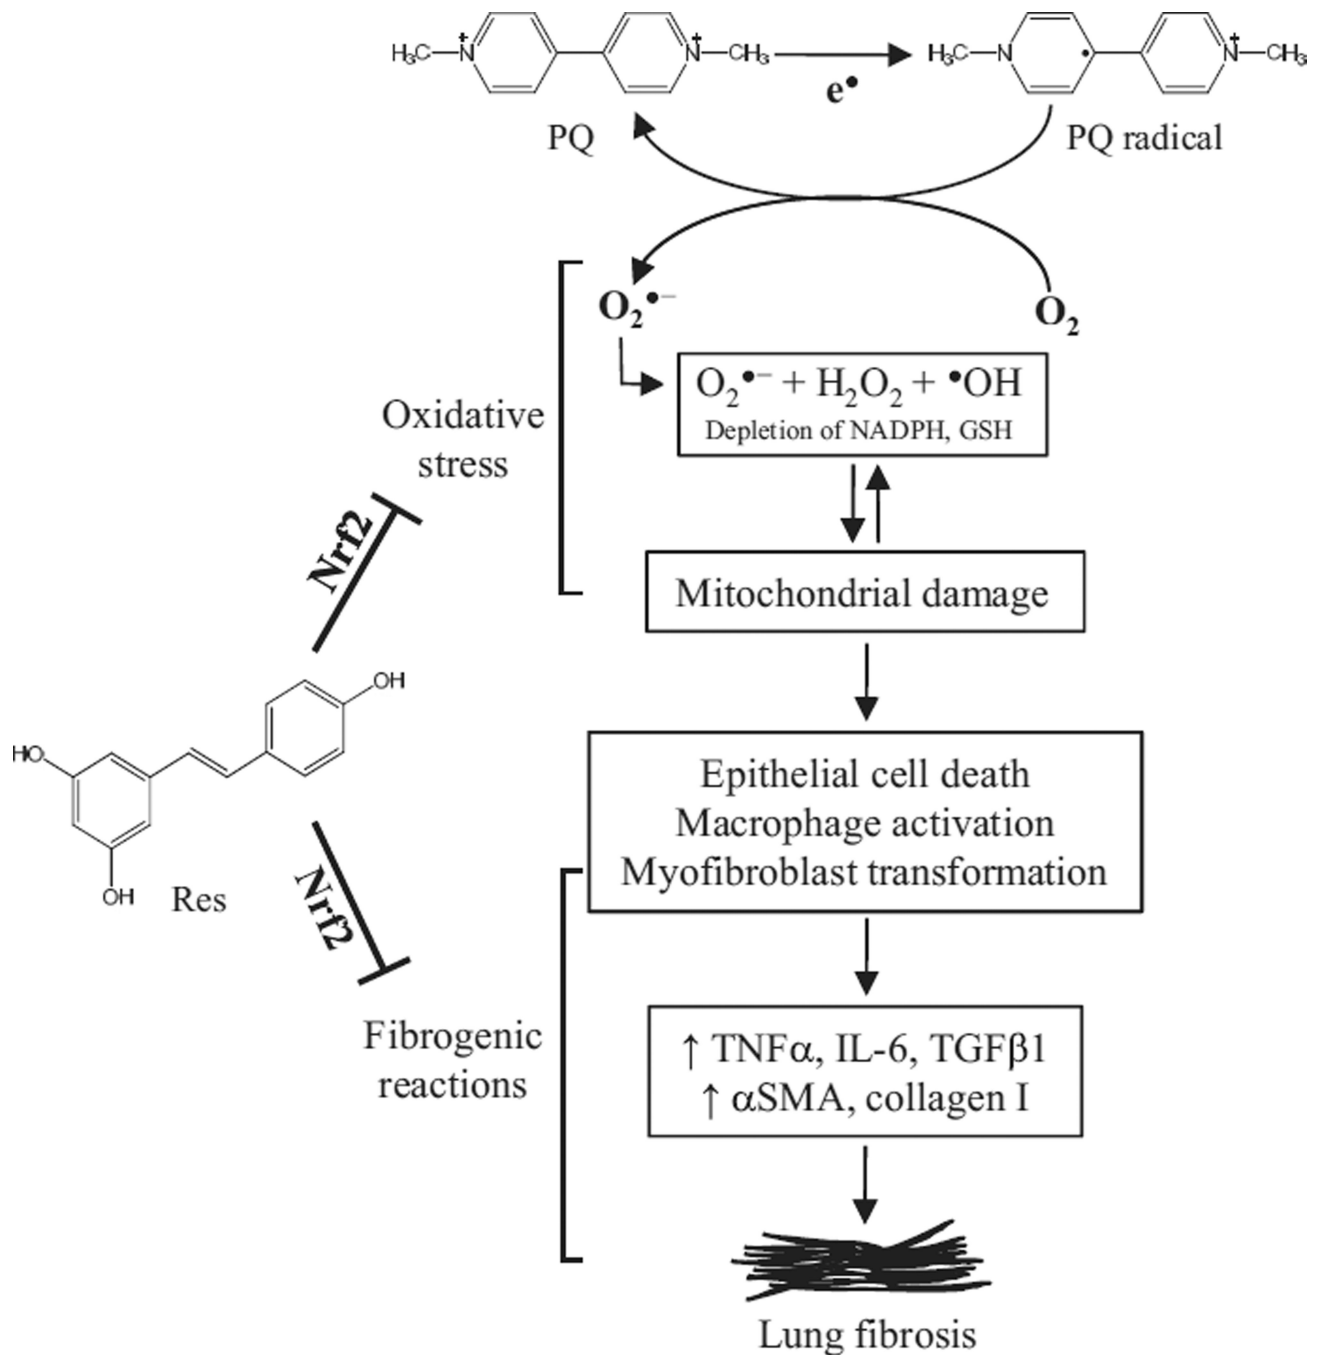 H₃C N⁺ N⁺ CH₃ e• H₃C N • N⁺ CH₃
PQ
PQ radical
O₂•−
O₂
O₂•− + H₂O₂ + •OH
Depletion of NADPH, GSH
Oxidative
stress
Nrf2
Mitochondrial damage
OH
HO
OH
Res
Epithelial cell death
Macrophage activation
Myofibroblast transformation
Nrf2
Fibrogenic
reactions
↑ TNFα, IL-6, TGFβ1
↑ αSMA, collagen I
Lung fibrosis